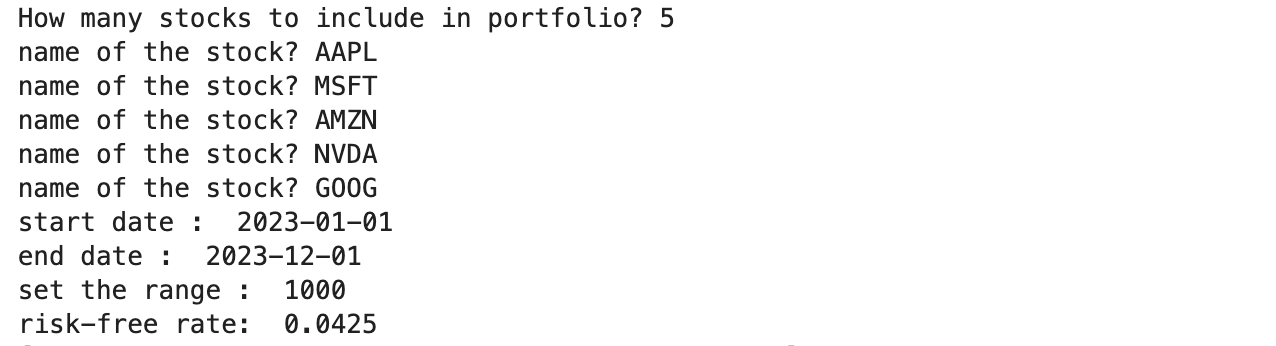 How many stocks to include in portfolio? 5
name of the stock? AAPL
name of the stock? MSFT
name of the stock? AMZN
name of the stock? NVDA
name of the stock? GOOG
start date :  2023-01-01
end date :  2023-12-01
set the range :  1000
risk-free rate:  0.0425